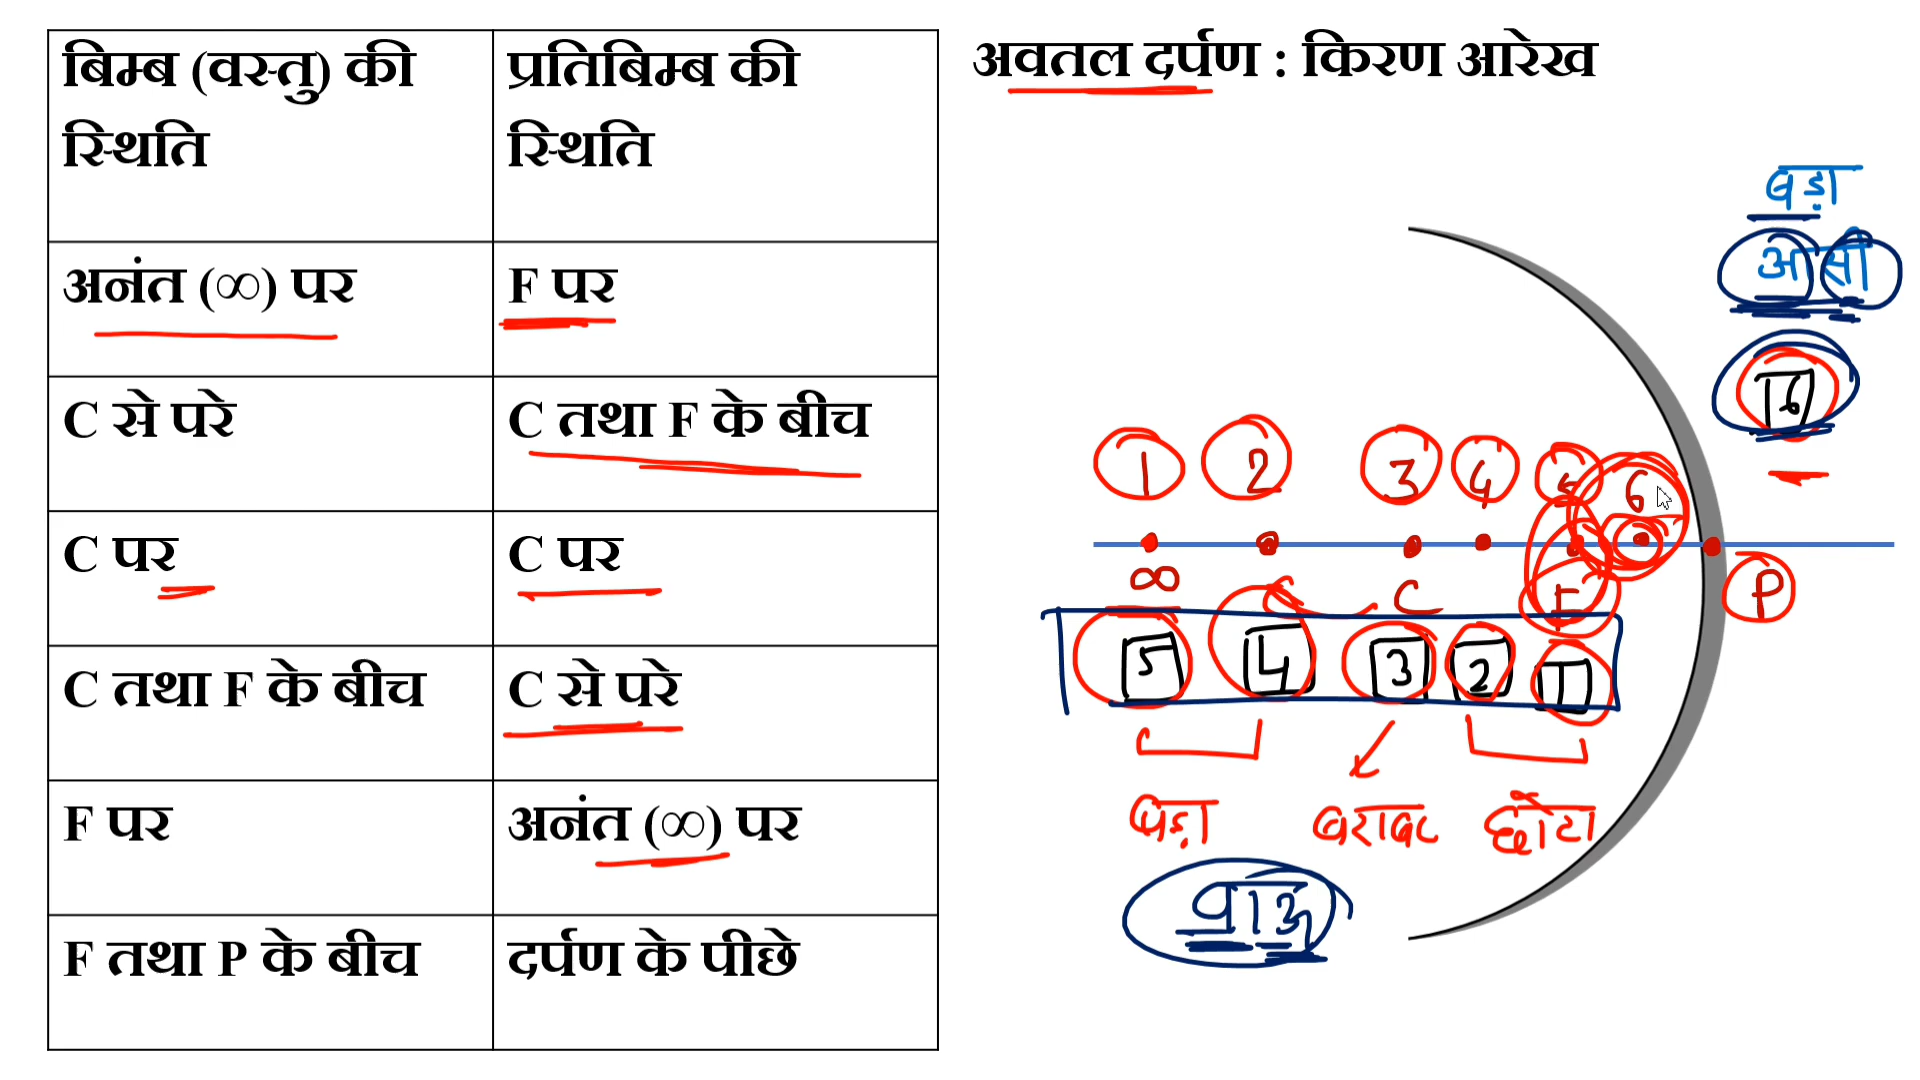 बिम्ब (वस्तु) की
स्थिति
प्रतिबिम्ब की
स्थिति
अनंत (∞) पर
F पर
C से परे
C तथा F के बीच
C पर
C पर
C तथा F के बीच
C से परे
F पर
अनंत (∞) पर
F तथा P के बीच
दर्पण के पीछे
अवतल दर्पण : किरण आरेख
बड़ा
आ सी
6
1 2 3 4 5 6
∞ C F P
5 4 3 2 1
बड़ा बराबर छोटा